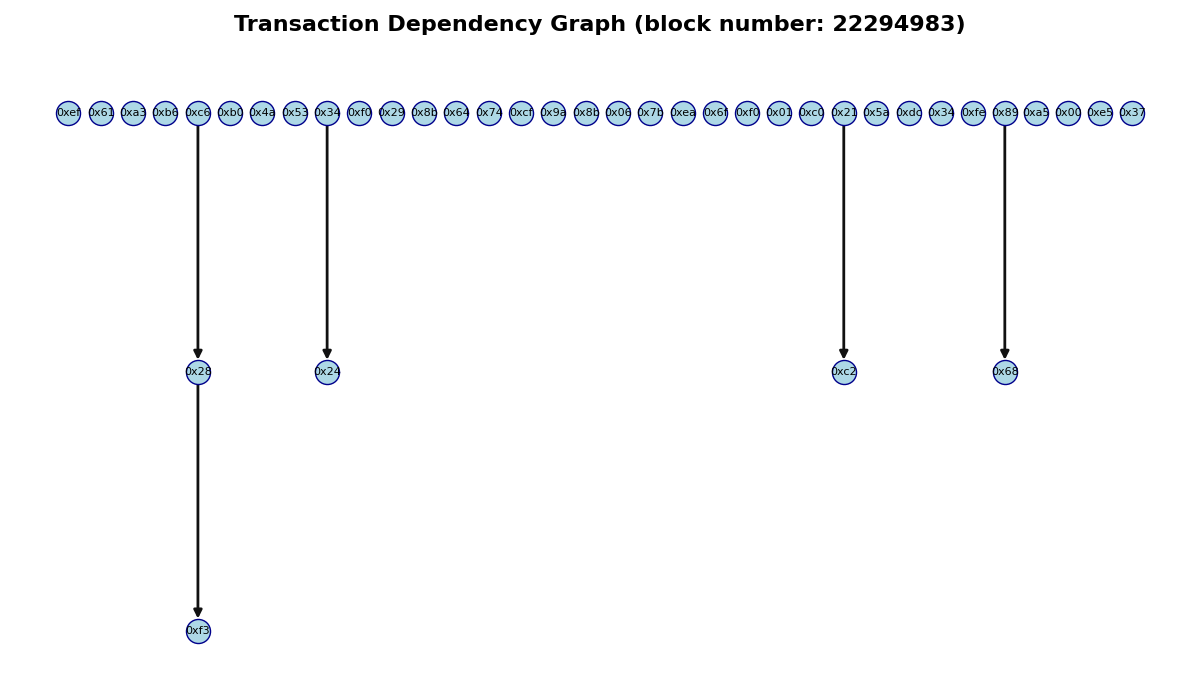 Transaction Dependency Graph (block number: 22294983)
0xef 0x61 0xa3 0xb6 0xc6 0xb0 0x4a 0x53 0x34 0xf0 0x29 0x8b 0x64 0x74 0xcf 0x9a 0x8b 0x06 0x7b 0xea 0x6f 0xf0 0x01 0xc0 0x21 0x5a 0xdc 0x34 0xfe 0x89 0xa5 0x00 0xe5 0x37
0x28 0x24 0xc2 0x68
0xf3